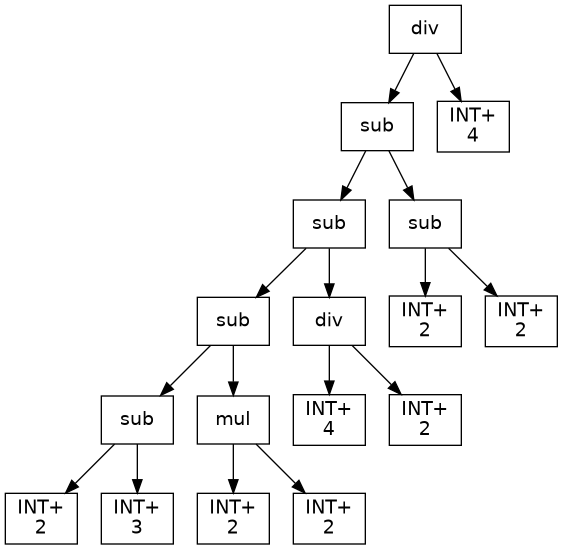 div
sub
INT+
4
sub
sub
sub
div
INT+
2
INT+
2
sub
mul
INT+
4
INT+
2
INT+
2
INT+
3
INT+
2
INT+
2